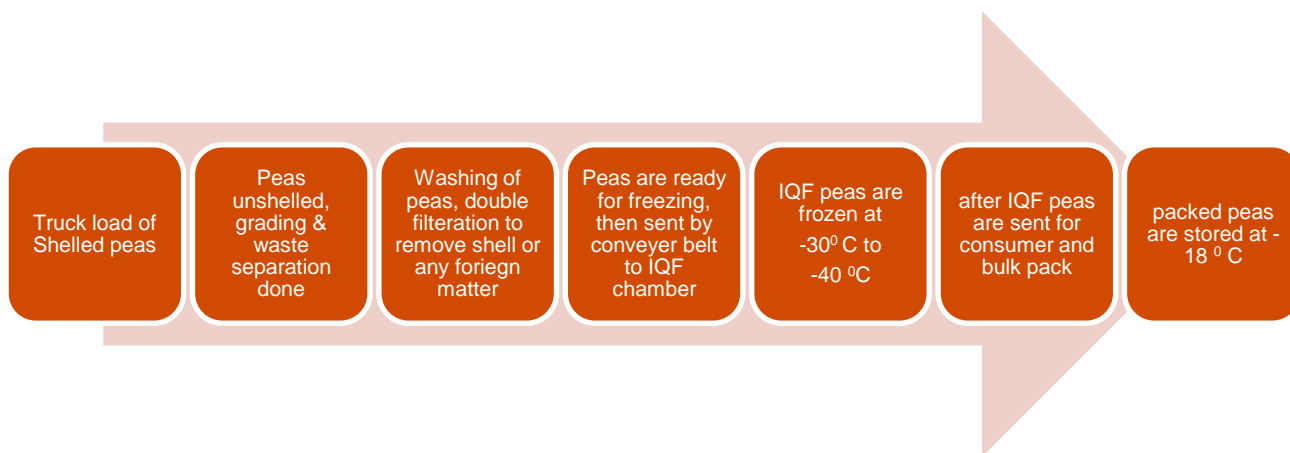 Truck load of
Shelled peas
Peas
unshelled,
grading &
waste
separation
done
Washing of
peas, double
filteration to
remove shell or
any foriegn
matter
Peas are ready
for freezing,
then sent by
conveyer belt
to IQF
chamber
IQF peas are
frozen at
-30⁰ C to
-40 ⁰C
after IQF peas
are sent for
consumer and
bulk pack
packed peas
are stored at -
18 ⁰ C